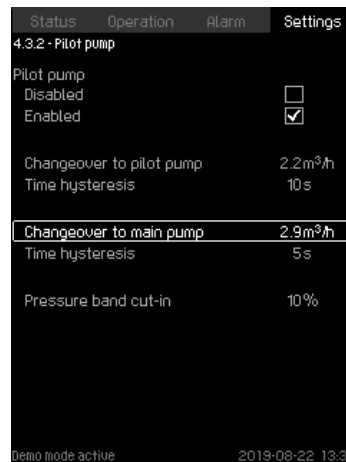 Status Operation Alarm Settings
4.3.2 - Pilot pump
Pilot pump
Disabled
Enabled
Changeover to pilot pump 2.2m³/h
Time hysteresis 10s
Changeover to main pump 2.9m³/h
Time hysteresis 5s
Pressure band cut-in 10%
Demo mode active 2019-08-22 13:3